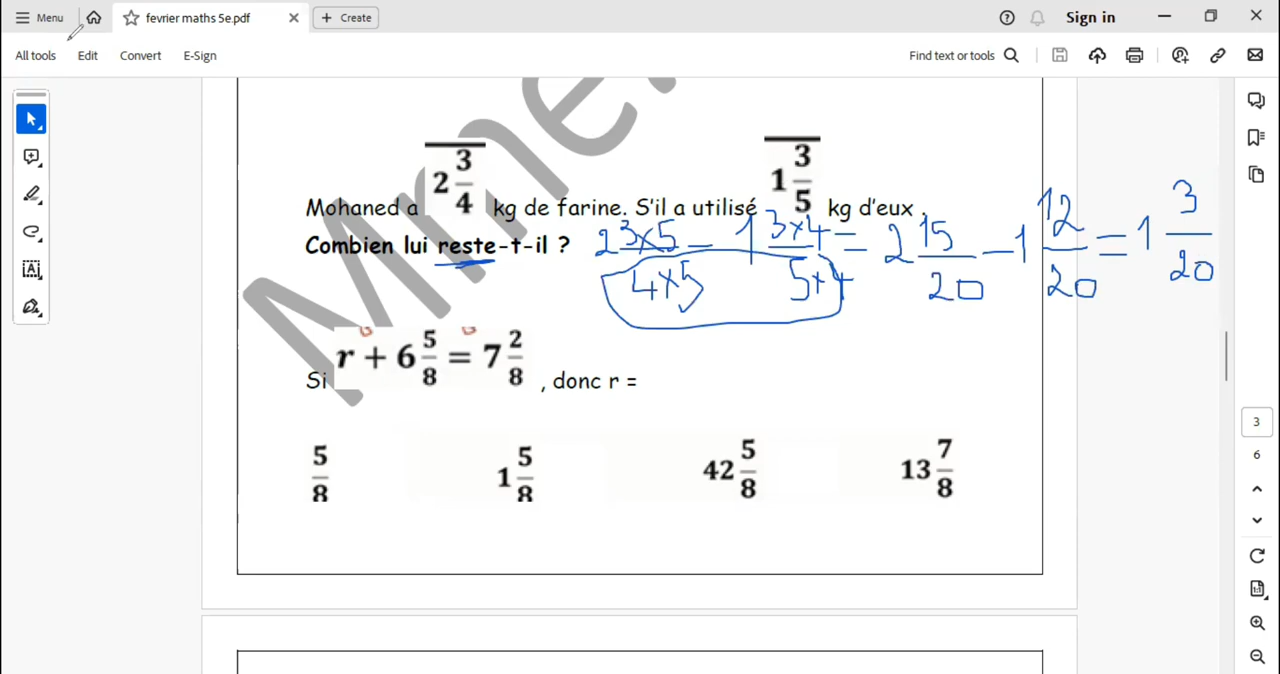 Menu fevrier maths 5e.pdf Create Sign in
All tools Edit Convert E-Sign Find text or tools
Mme.
Mohaned a 2 3/4 kg de farine. S'il a utilisé 1 3/5 kg d'eux .
Combien lui reste-t-il ? 2 3×5/4×5 - 1 3×4/5×4 = 2 15/20 - 1 12/20 = 1 3/20
Si r + 6 5/8 = 7 2/8 , donc r =
5/8 1 5/8 42 5/8 13 7/8
3
6